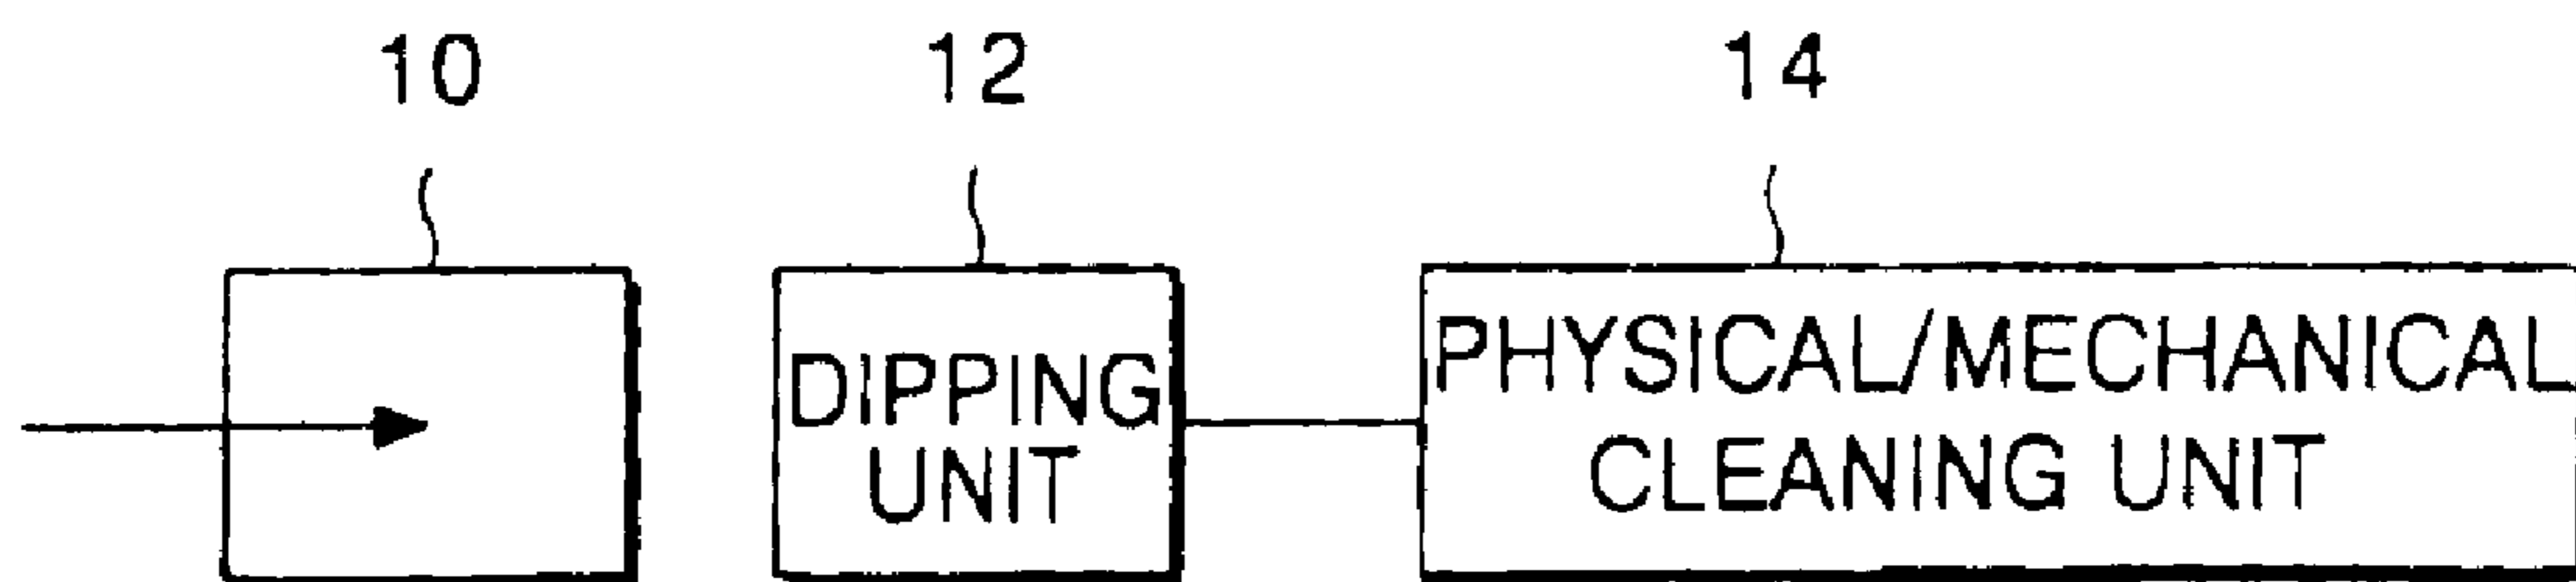 10 12 14
DIPPING UNIT
PHYSICAL/MECHANICAL CLEANING UNIT